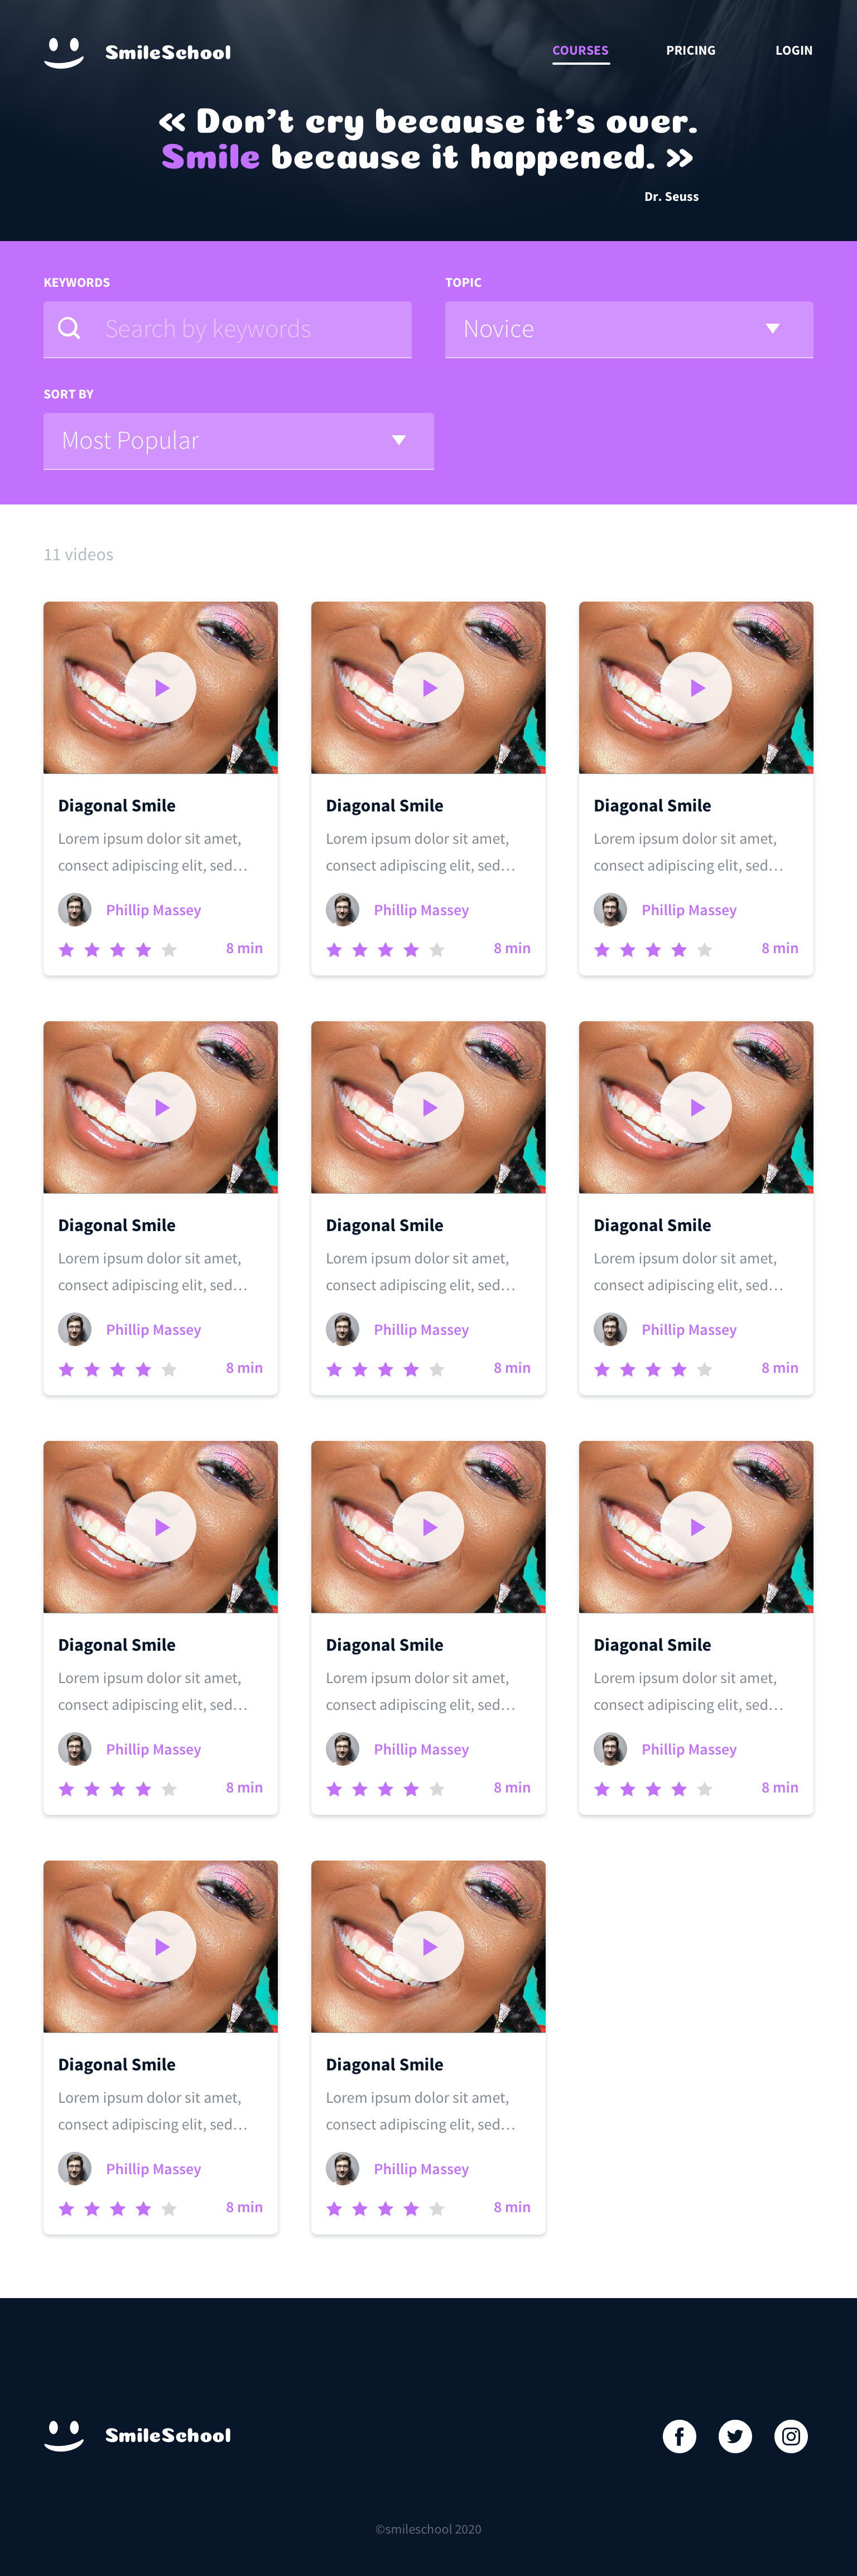 SmileSchool
COURSES
PRICING
LOGIN
« Don't cry because it's over.
Smile because it happened. »
Dr. Seuss
KEYWORDS
TOPIC
Search by keywords
Novice
SORT BY
Most Popular
11 videos
Diagonal Smile
Lorem ipsum dolor sit amet,
consect adipiscing elit, sed…
Phillip Massey
8 min
Diagonal Smile
Lorem ipsum dolor sit amet,
consect adipiscing elit, sed…
Phillip Massey
8 min
Diagonal Smile
Lorem ipsum dolor sit amet,
consect adipiscing elit, sed…
Phillip Massey
8 min
Diagonal Smile
Lorem ipsum dolor sit amet,
consect adipiscing elit, sed…
Phillip Massey
8 min
Diagonal Smile
Lorem ipsum dolor sit amet,
consect adipiscing elit, sed…
Phillip Massey
8 min
Diagonal Smile
Lorem ipsum dolor sit amet,
consect adipiscing elit, sed…
Phillip Massey
8 min
Diagonal Smile
Lorem ipsum dolor sit amet,
consect adipiscing elit, sed…
Phillip Massey
8 min
Diagonal Smile
Lorem ipsum dolor sit amet,
consect adipiscing elit, sed…
Phillip Massey
8 min
Diagonal Smile
Lorem ipsum dolor sit amet,
consect adipiscing elit, sed…
Phillip Massey
8 min
Diagonal Smile
Lorem ipsum dolor sit amet,
consect adipiscing elit, sed…
Phillip Massey
8 min
Diagonal Smile
Lorem ipsum dolor sit amet,
consect adipiscing elit, sed…
Phillip Massey
8 min
SmileSchool
©smileschool 2020